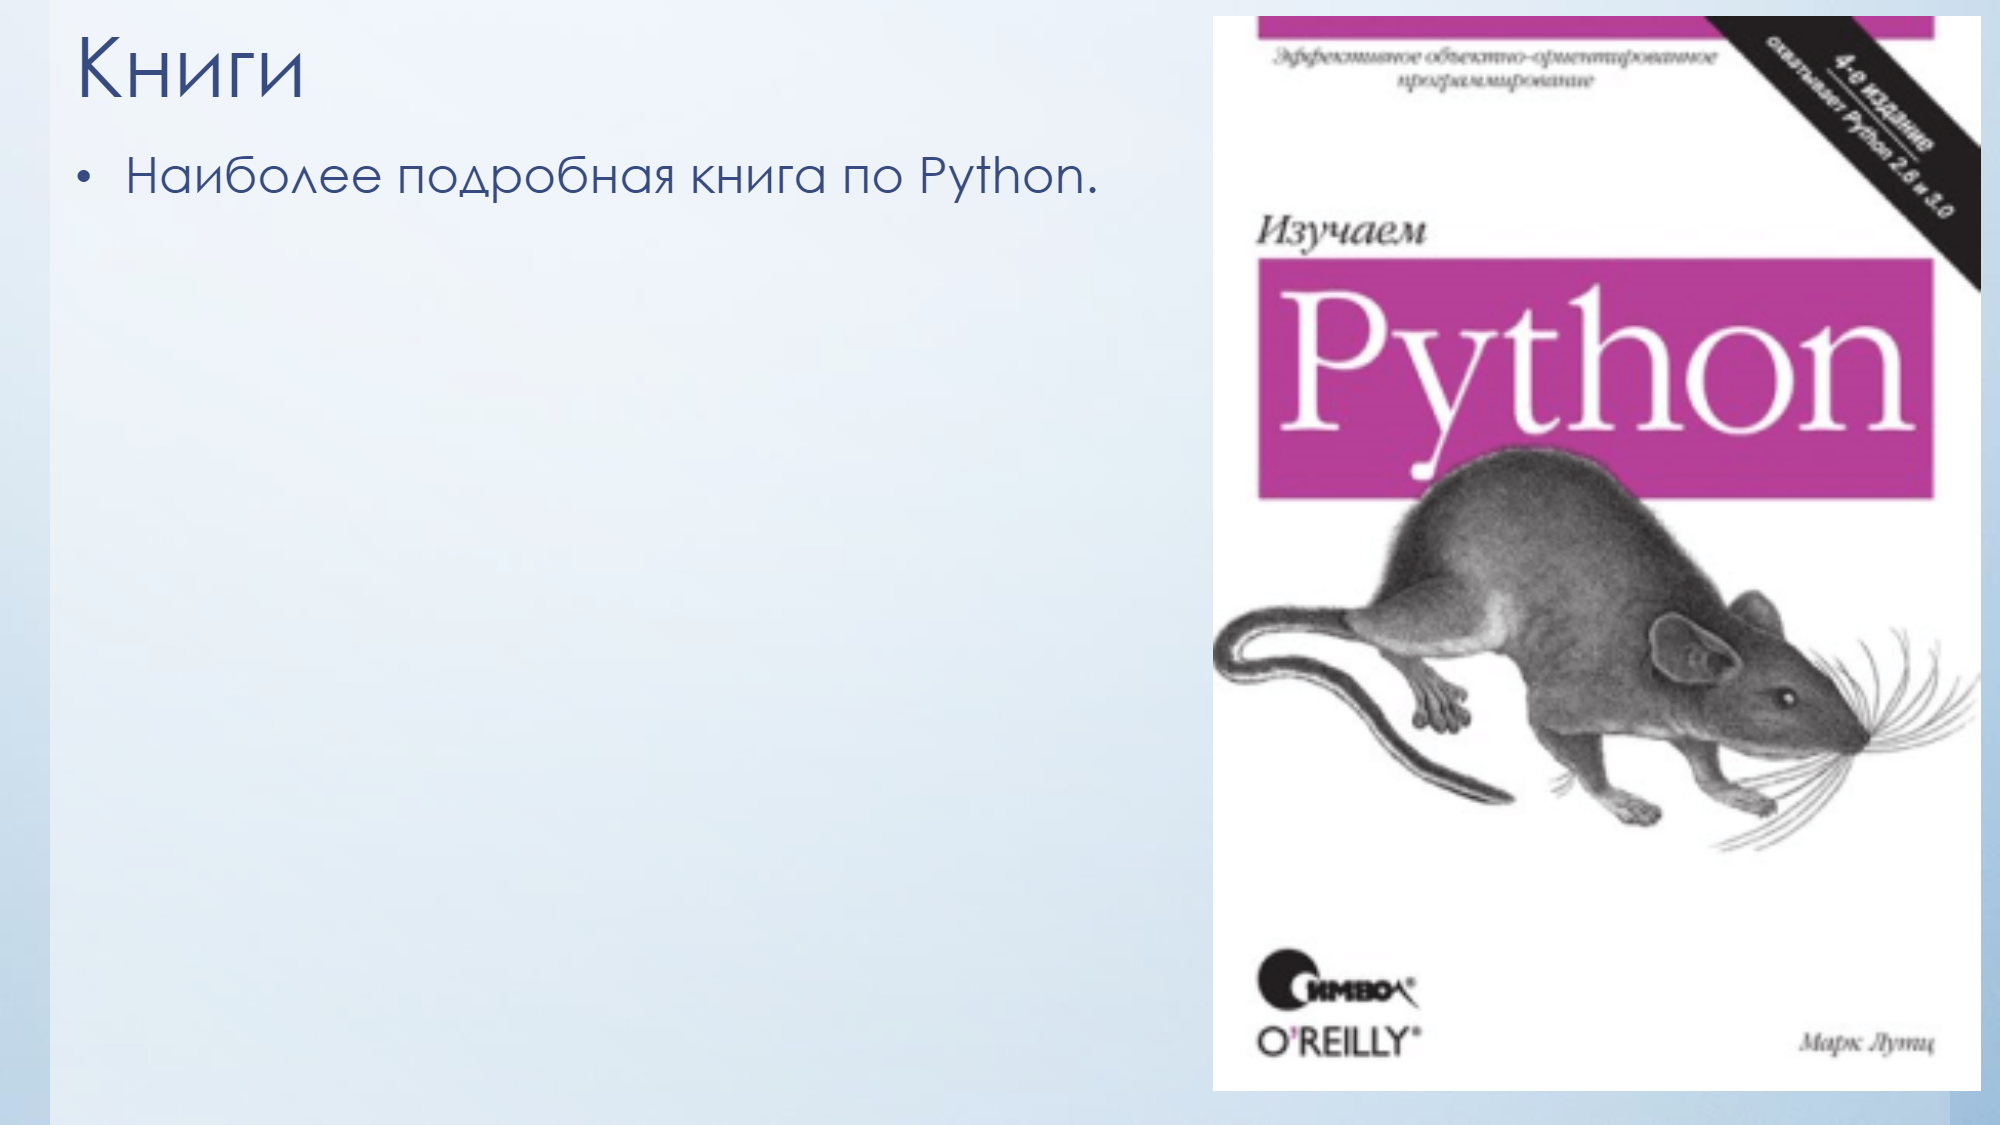 Книги
• Наиболее подробная книга по Python.
Эффективное объектно-ориентированное
программирование
4-е издание
охватывает Python 2.6 и 3.0
Изучаем
Python
Символ®
O'REILLY®
Марк Лутц